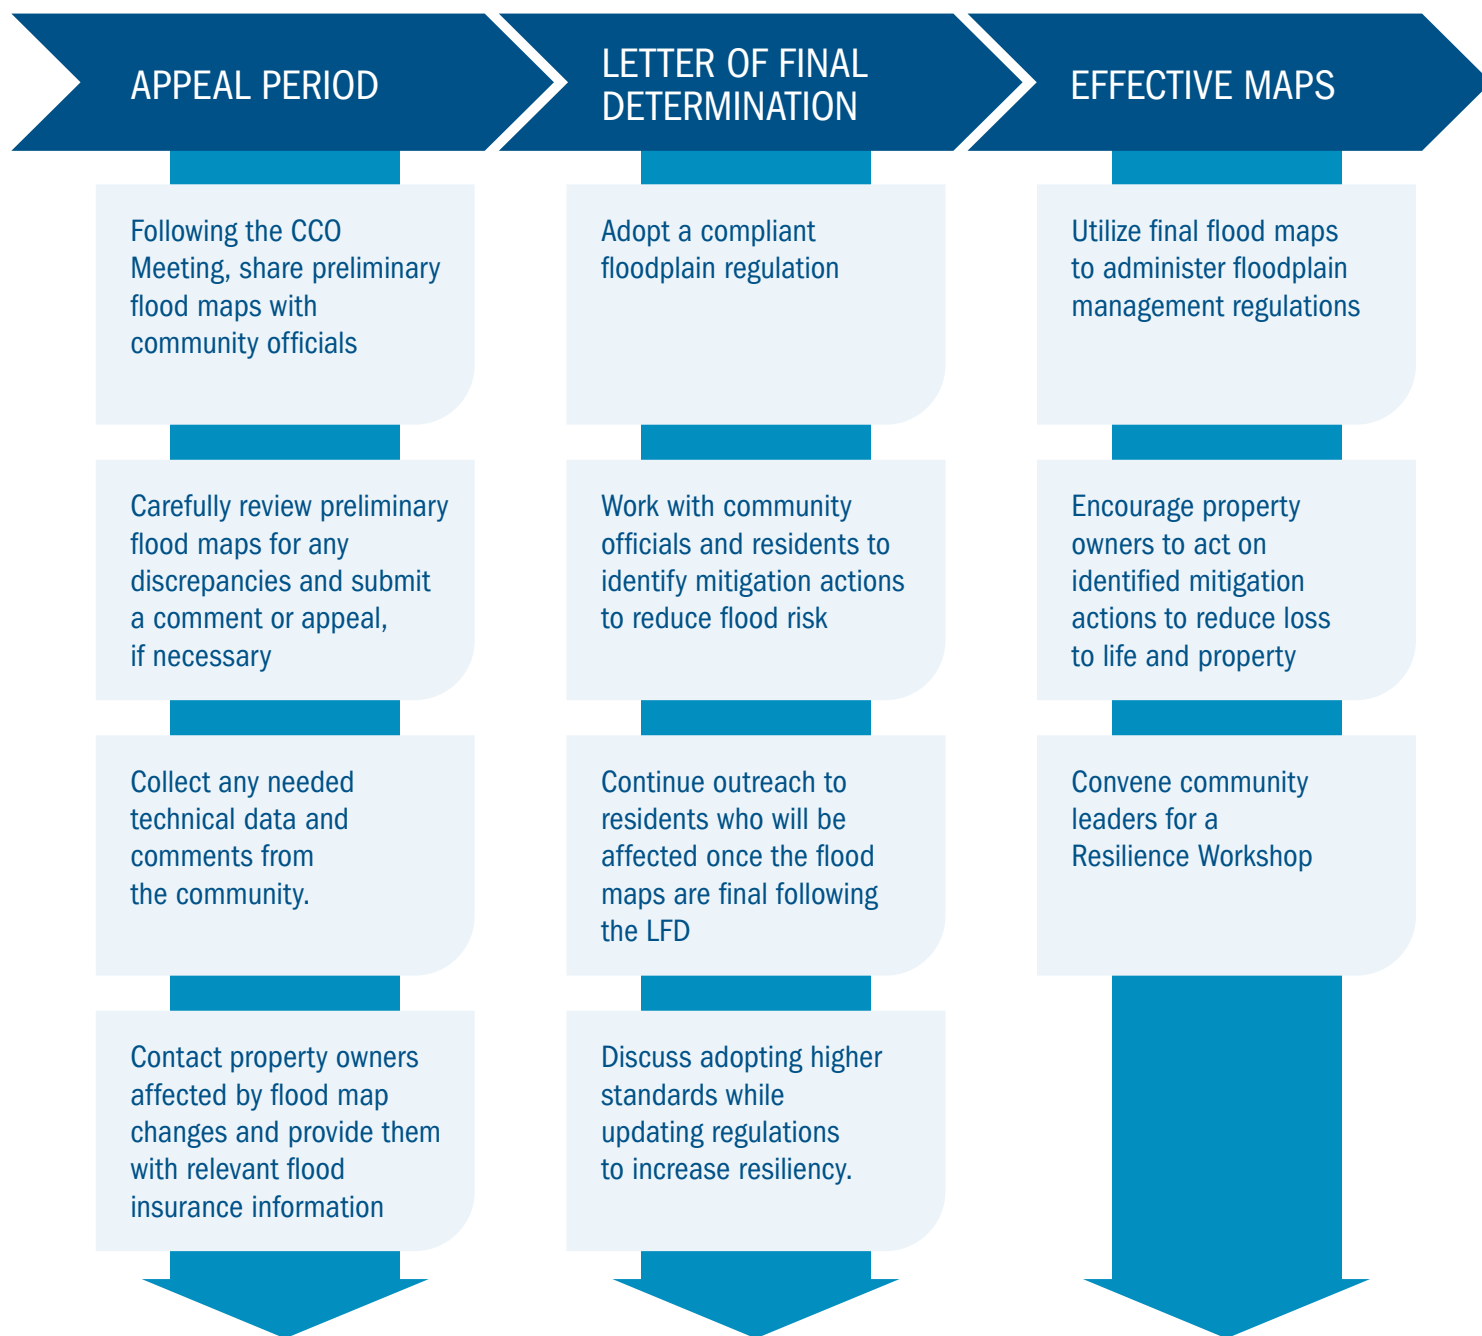 APPEAL PERIOD
Following the CCO
Meeting, share preliminary
flood maps with
community officials
Carefully review preliminary
flood maps for any
discrepancies and submit
a comment or appeal,
if necessary
Collect any needed
technical data and
comments from
the community.
Contact property owners
affected by flood map
changes and provide them
with relevant flood
insurance information
LETTER OF FINAL
DETERMINATION
Adopt a compliant
floodplain regulation
Work with community
officials and residents to
identify mitigation actions
to reduce flood risk
Continue outreach to
residents who will be
affected once the flood
maps are final following
the LFD
Discuss adopting higher
standards while
updating regulations
to increase resiliency.
EFFECTIVE MAPS
Utilize final flood maps
to administer floodplain
management regulations
Encourage property
owners to act on
identified mitigation
actions to reduce loss
to life and property
Convene community
leaders for a
Resilience Workshop